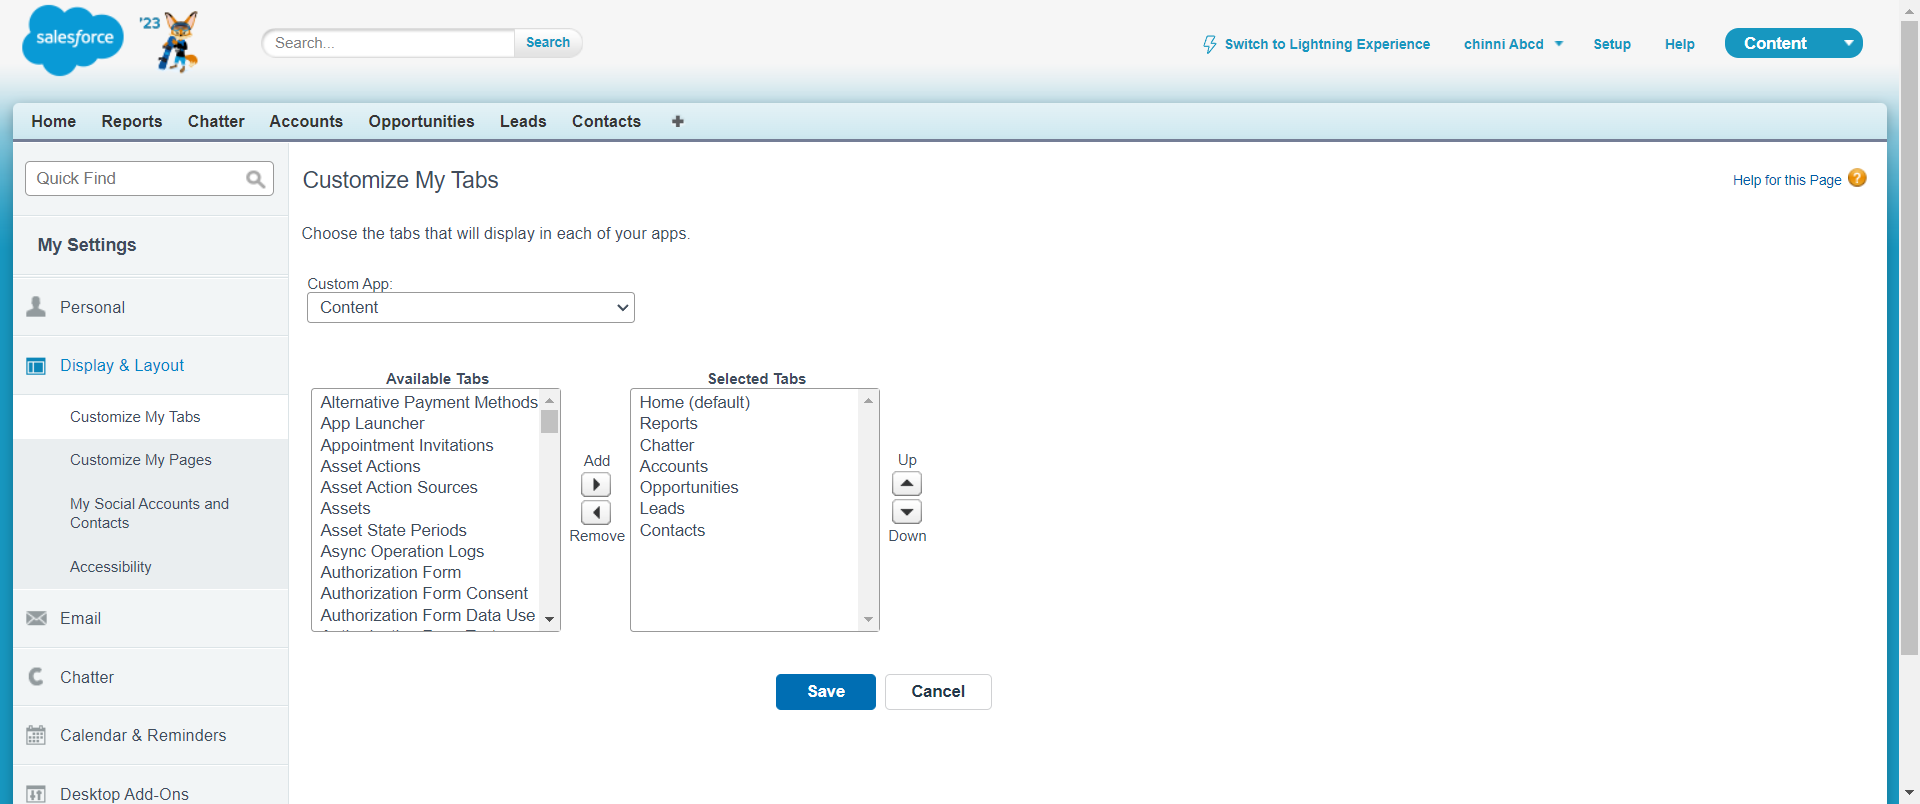 salesforce
'23
Search...
Search
Switch to Lightning Experience
chinni Abcd
Setup
Help
Content
Home
Reports
Chatter
Accounts
Opportunities
Leads
Contacts
Quick Find
My Settings
Personal
Display & Layout
Customize My Tabs
Customize My Pages
My Social Accounts and
Contacts
Accessibility
Email
Chatter
Calendar & Reminders
Desktop Add-Ons
Customize My Tabs
Help for this Page
?
Choose the tabs that will display in each of your apps.
Custom App:
Content
Available Tabs
Alternative Payment Methods
App Launcher
Appointment Invitations
Asset Actions
Asset Action Sources
Assets
Asset State Periods
Async Operation Logs
Authorization Form
Authorization Form Consent
Authorization Form Data Use
Add
Remove
Selected Tabs
Home (default)
Reports
Chatter
Accounts
Opportunities
Leads
Contacts
Up
Down
Save
Cancel